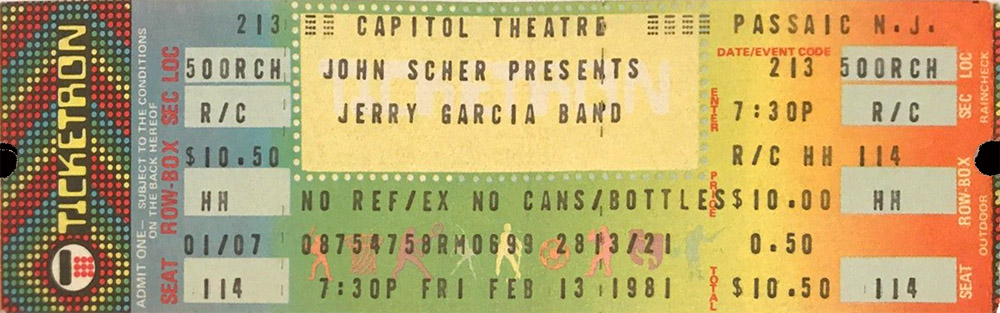 TICKETRON
ADMIT ONE— SUBJECT TO THE CONDITIONS
ON THE BACK HEREOF
SEAT ROW-BOX SEC LOC
213 CAPITOL THEATRE PASSAIC N.J.
DATE/EVENT CODE
500RCH JOHN SCHER PRESENTS 213 500RCH
R/C JERRY GARCIA BAND ENTER 7:30P R/C
$10.50 R/C HH 114
HH NO REF/EX NO CANS/BOTTLES PRICE $10.00 HH
01/07 08754758RM0699 2813/21 0.50
114 7:30P FRI FEB 13 1981 TOTAL $10.50 114
SEAT ROW-BOX SEC LOC
OUTDOOR RAINCHECK